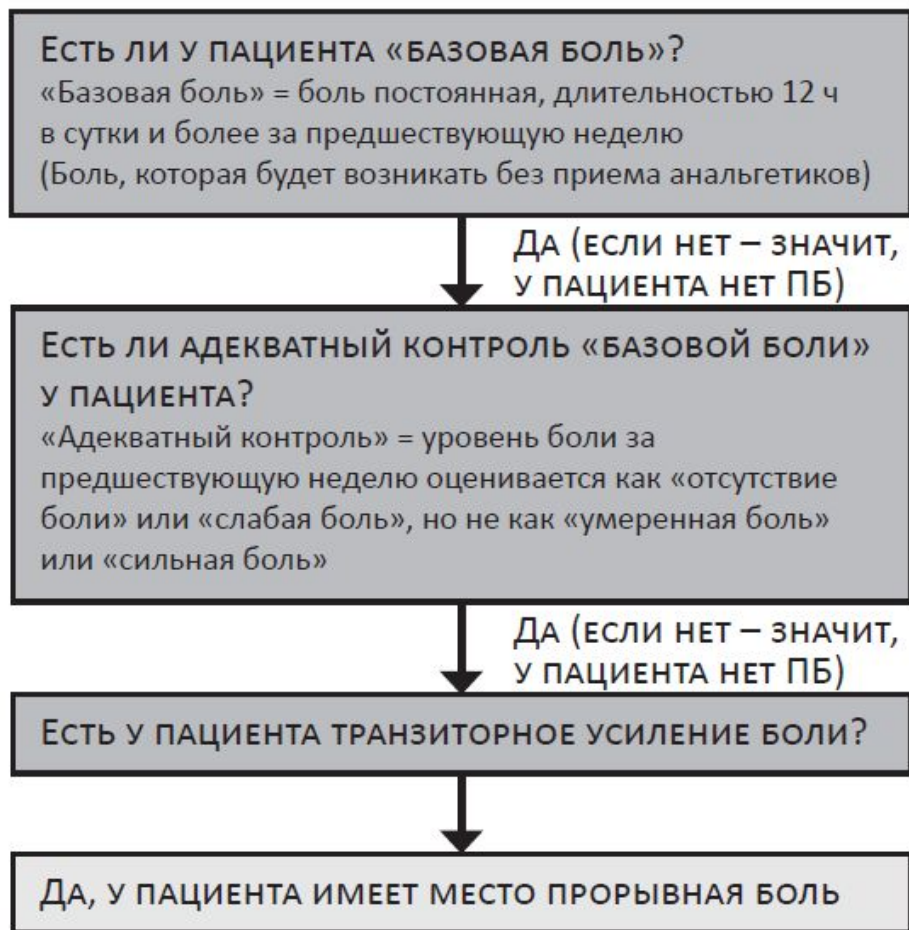 Есть ли у пациента «базовая боль»?
«Базовая боль» = боль постоянная, длительностью 12 ч
в сутки и более за предшествующую неделю
(Боль, которая будет возникать без приема анальгетиков)
Да (если нет – значит,
у пациента нет ПБ)
Есть ли адекватный контроль «базовой боли»
у пациента?
«Адекватный контроль» = уровень боли за
предшествующую неделю оценивается как «отсутствие
боли» или «слабая боль», но не как «умеренная боль»
или «сильная боль»
Да (если нет – значит,
у пациента нет ПБ)
Есть у пациента транзиторное усиление боли?
Да, у пациента имеет место прорывная боль